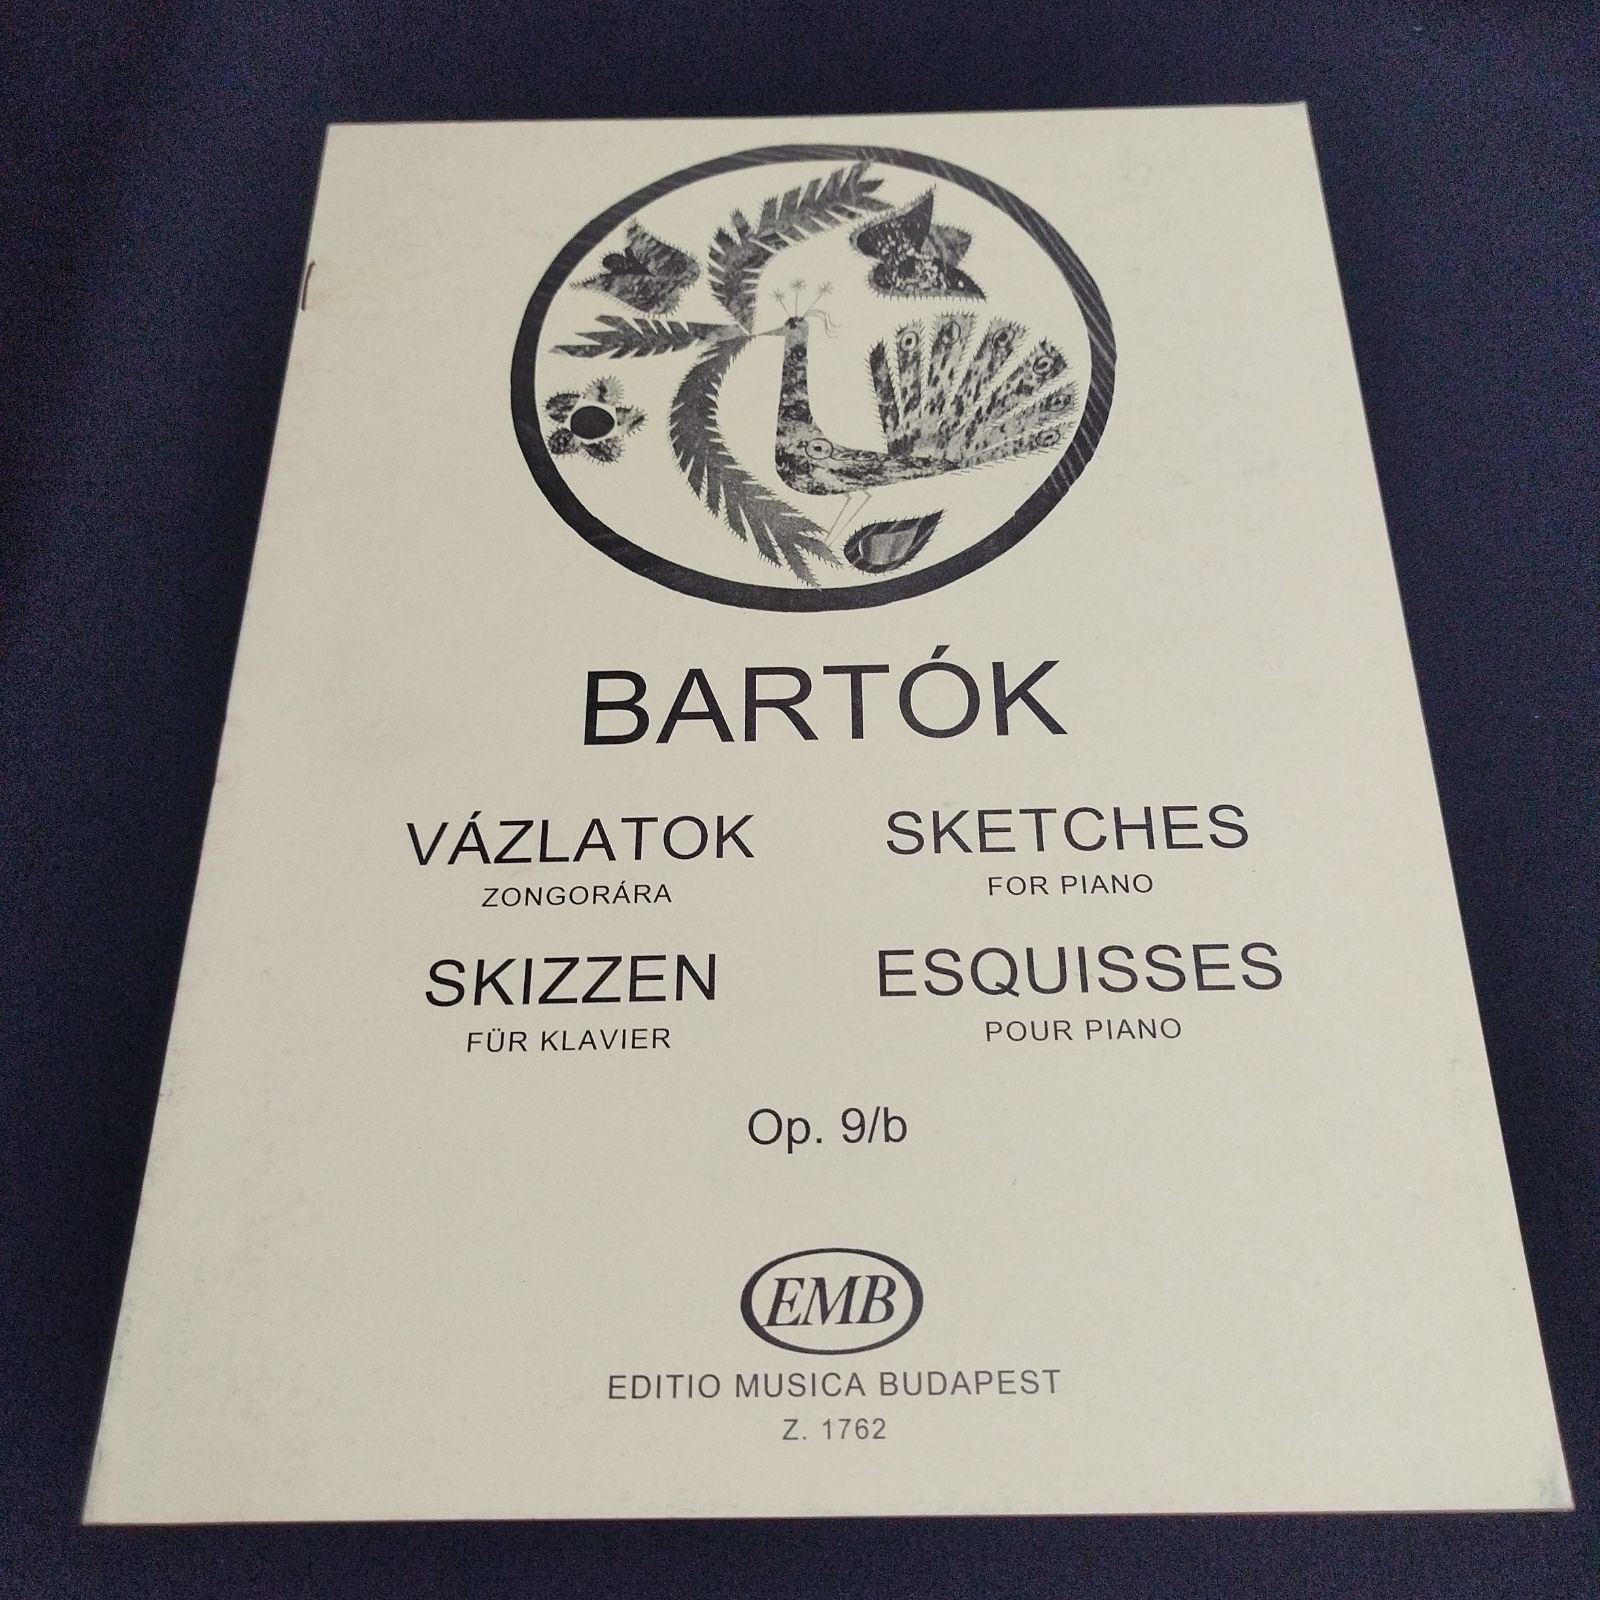 BARTÓK
VÁZLATOK
ZONGORÁRA
SKETCHES
FOR PIANO
SKIZZEN
FÜR KLAVIER
ESQUISSES
POUR PIANO
Op. 9/b
EMB
EDITIO MUSICA BUDAPEST
Z. 1762